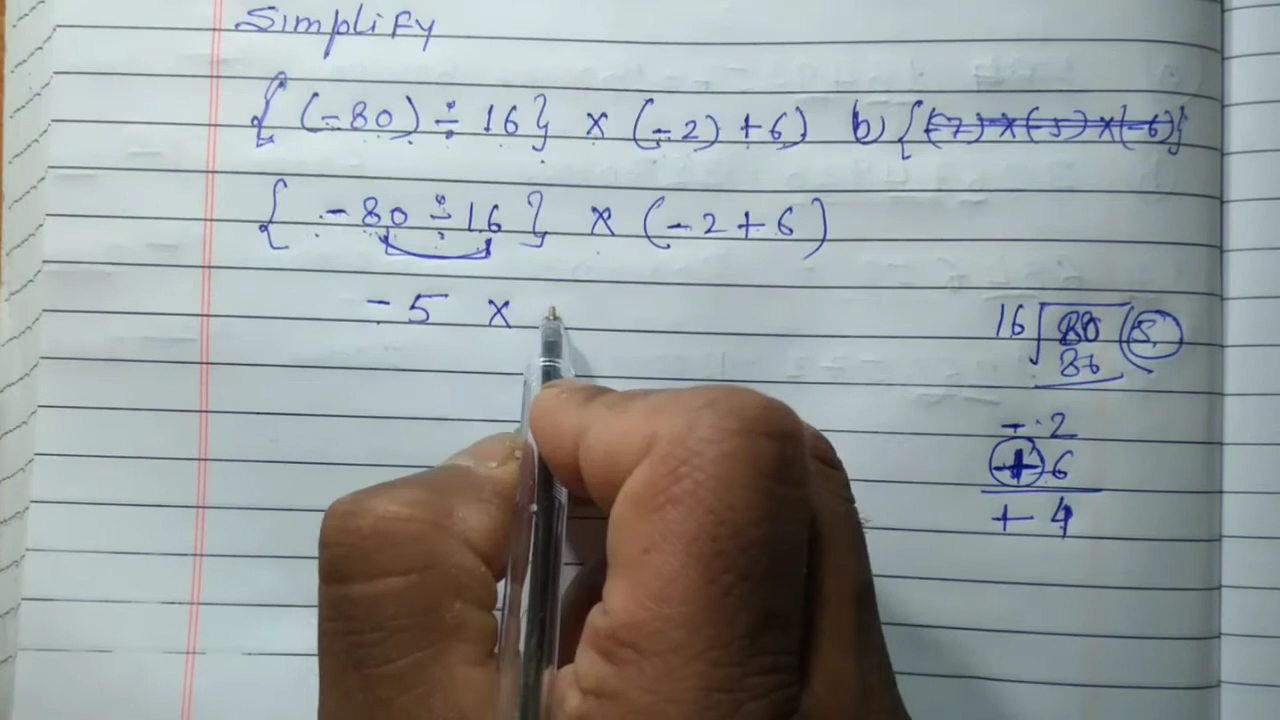 Simplify
{ (-80) ÷ 16 } × (-2) + 6) b) { (-7) × (-5) × (-6) }
{ -80 ÷ 16 } × (-2 + 6)
-5 ×
16 80 ( 5
80
- 2
+ 6
+ 4